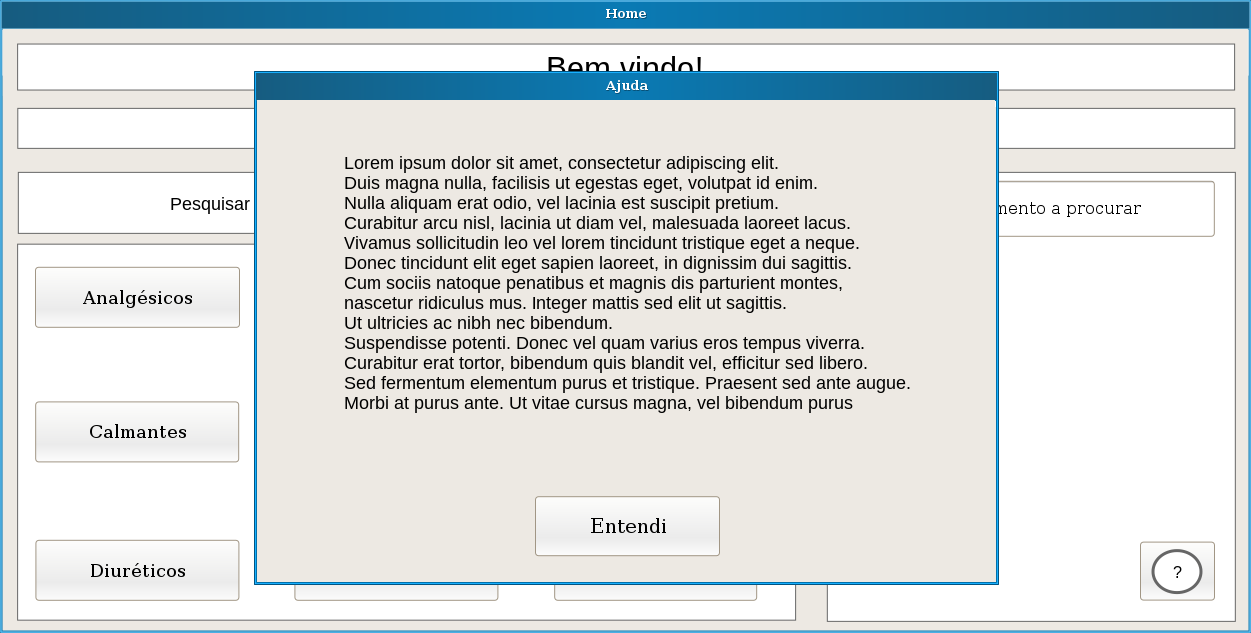 Home
Bem vindo!
Ajuda
Lorem ipsum dolor sit amet, consectetur adipiscing elit.
Duis magna nulla, facilisis ut egestas eget, volutpat id enim.
Nulla aliquam erat odio, vel lacinia est suscipit pretium.
Curabitur arcu nisl, lacinia ut diam vel, malesuada laoreet lacus.
Vivamus sollicitudin leo vel lorem tincidunt tristique eget a neque.
Donec tincidunt elit eget sapien laoreet, in dignissim dui sagittis.
Cum sociis natoque penatibus et magnis dis parturient montes,
nascetur ridiculus mus. Integer mattis sed elit ut sagittis.
Ut ultricies ac nibh nec bibendum.
Suspendisse potenti. Donec vel quam varius eros tempus viverra.
Curabitur erat tortor, bibendum quis blandit vel, efficitur sed libero.
Sed fermentum elementum purus et tristique. Praesent sed ante augue.
Morbi at purus ante. Ut vitae cursus magna, vel bibendum purus
Entendi
Pesquisar
a procurar
Analgésicos
Calmantes
Diuréticos
?